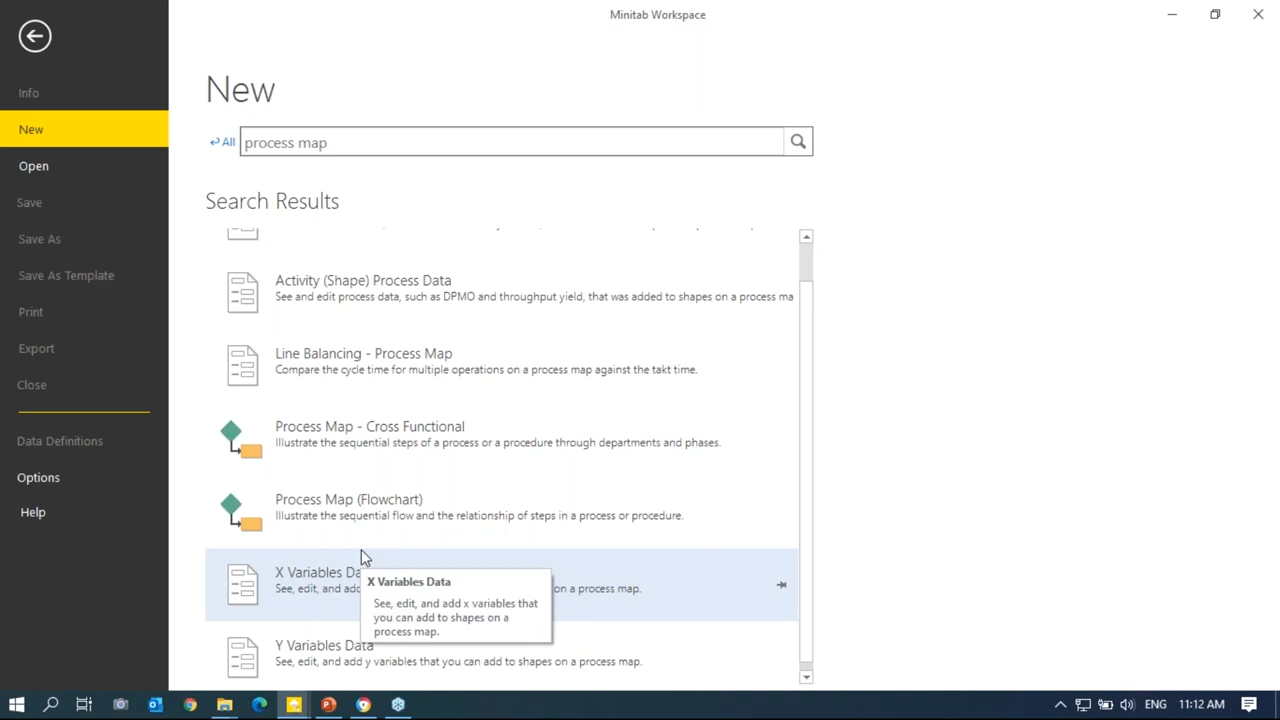 Minitab Workspace
Info
New
Open
Save
Save As
Save As Template
Print
Export
Close
Data Definitions
Options
Help
New
All
process map
Search Results
Activity (Shape) Process Data
See and edit process data, such as DPMO and throughput yield, that was added to shapes on a process ma
Line Balancing - Process Map
Compare the cycle time for multiple operations on a process map against the takt time.
Process Map - Cross Functional
Illustrate the sequential steps of a process or a procedure through departments and phases.
Process Map (Flowchart)
Illustrate the sequential flow and the relationship of steps in a process or procedure.
X Variables Da
See, edit, and add on a process map.
X Variables Data
See, edit, and add x variables that
you can add to shapes on a
process map.
Y Variables Data
See, edit, and add y variables that you can add to shapes on a process map.
ENG 11:12 AM